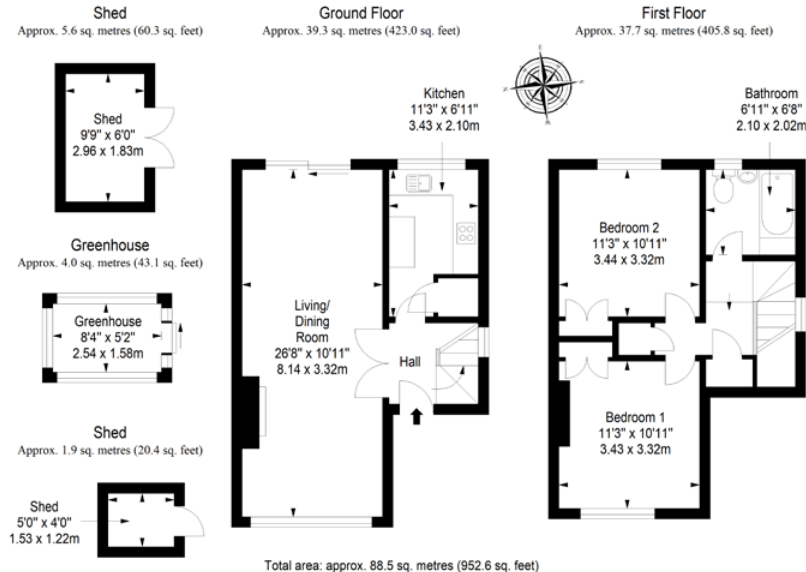 Shed
Approx. 5.6 sq. metres (60.3 sq. feet)
Shed
9'9" x 6'0"
2.96 x 1.83m
Greenhouse
Approx. 4.0 sq. metres (43.1 sq. feet)
Greenhouse
8'4" x 5'2"
2.54 x 1.58m
Shed
Approx. 1.9 sq. metres (20.4 sq. feet)
Shed
5'0" x 4'0"
1.53 x 1.22m
Ground Floor
Approx. 39.3 sq. metres (423.0 sq. feet)
Kitchen
11'3" x 6'11"
3.43 x 2.10m
Living/
Dining
Room
26'8" x 10'11"
8.14 x 3.32m
Hall
First Floor
Approx. 37.7 sq. metres (405.8 sq. feet)
Bathroom
6'11" x 6'8"
2.10 x 2.02m
Bedroom 2
11'3" x 10'11"
3.44 x 3.32m
Bedroom 1
11'3" x 10'11"
3.43 x 3.32m
Total area: approx. 88.5 sq. metres (952.6 sq. feet)